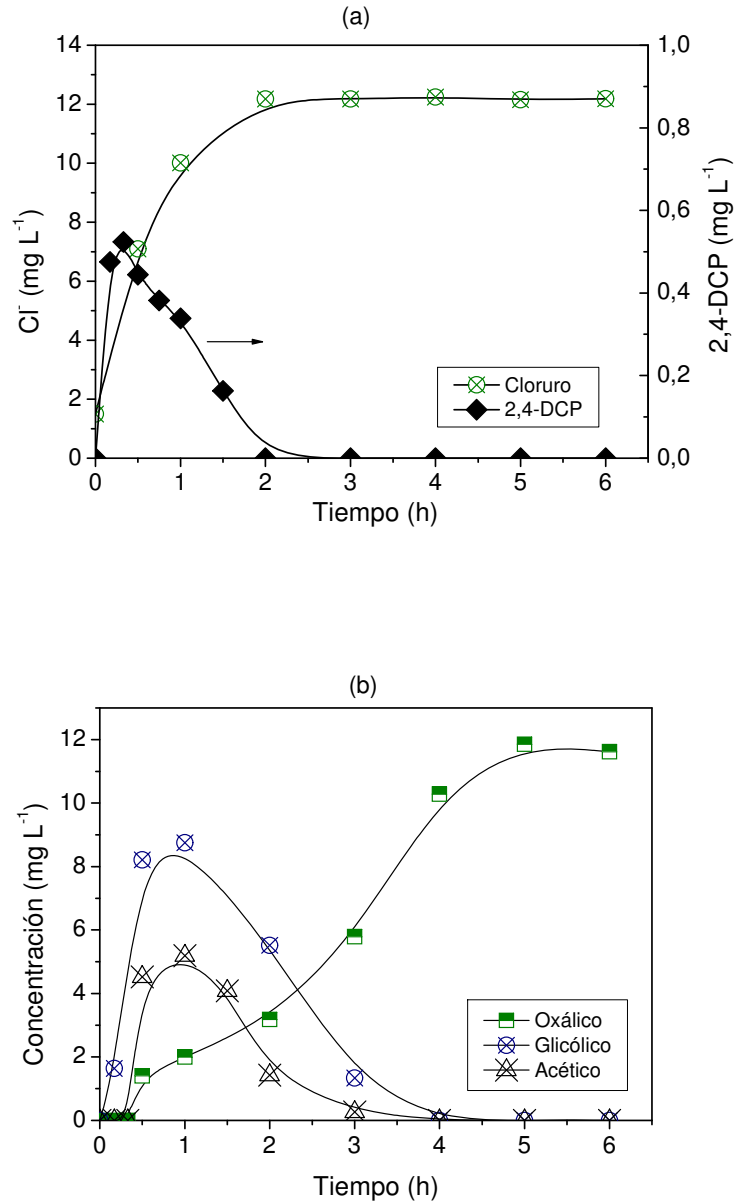 (a)
14
12
10
8
6
4
2
0
Cl⁻ (mg L⁻¹)
1,0
0,8
0,6
0,4
0,2
0,0
2,4-DCP (mg L⁻¹)
Cloruro
2,4-DCP
0 1 2 3 4 5 6
Tiempo (h)
(b)
12
10
8
6
4
2
0
Concentración (mg L⁻¹)
Oxálico
Glicólico
Acético
0 1 2 3 4 5 6
Tiempo (h)